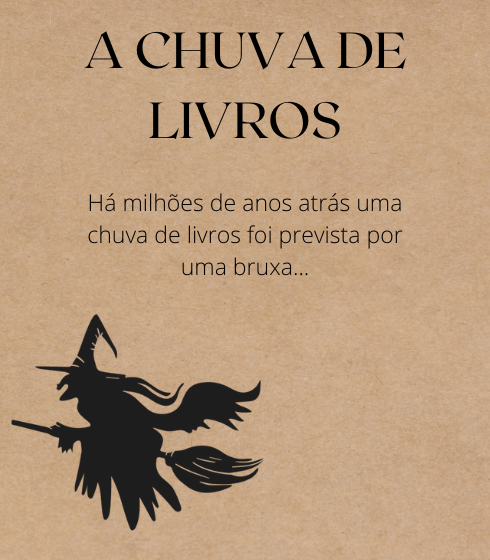 A CHUVA DE
LIVROS
Há milhões de anos atrás uma
chuva de livros foi prevista por
uma bruxa...